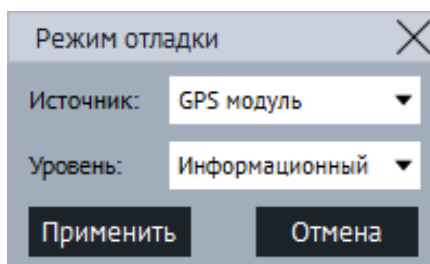 Режим отладки
Источник: GPS модуль
Уровень: Информационный
Применить Отмена